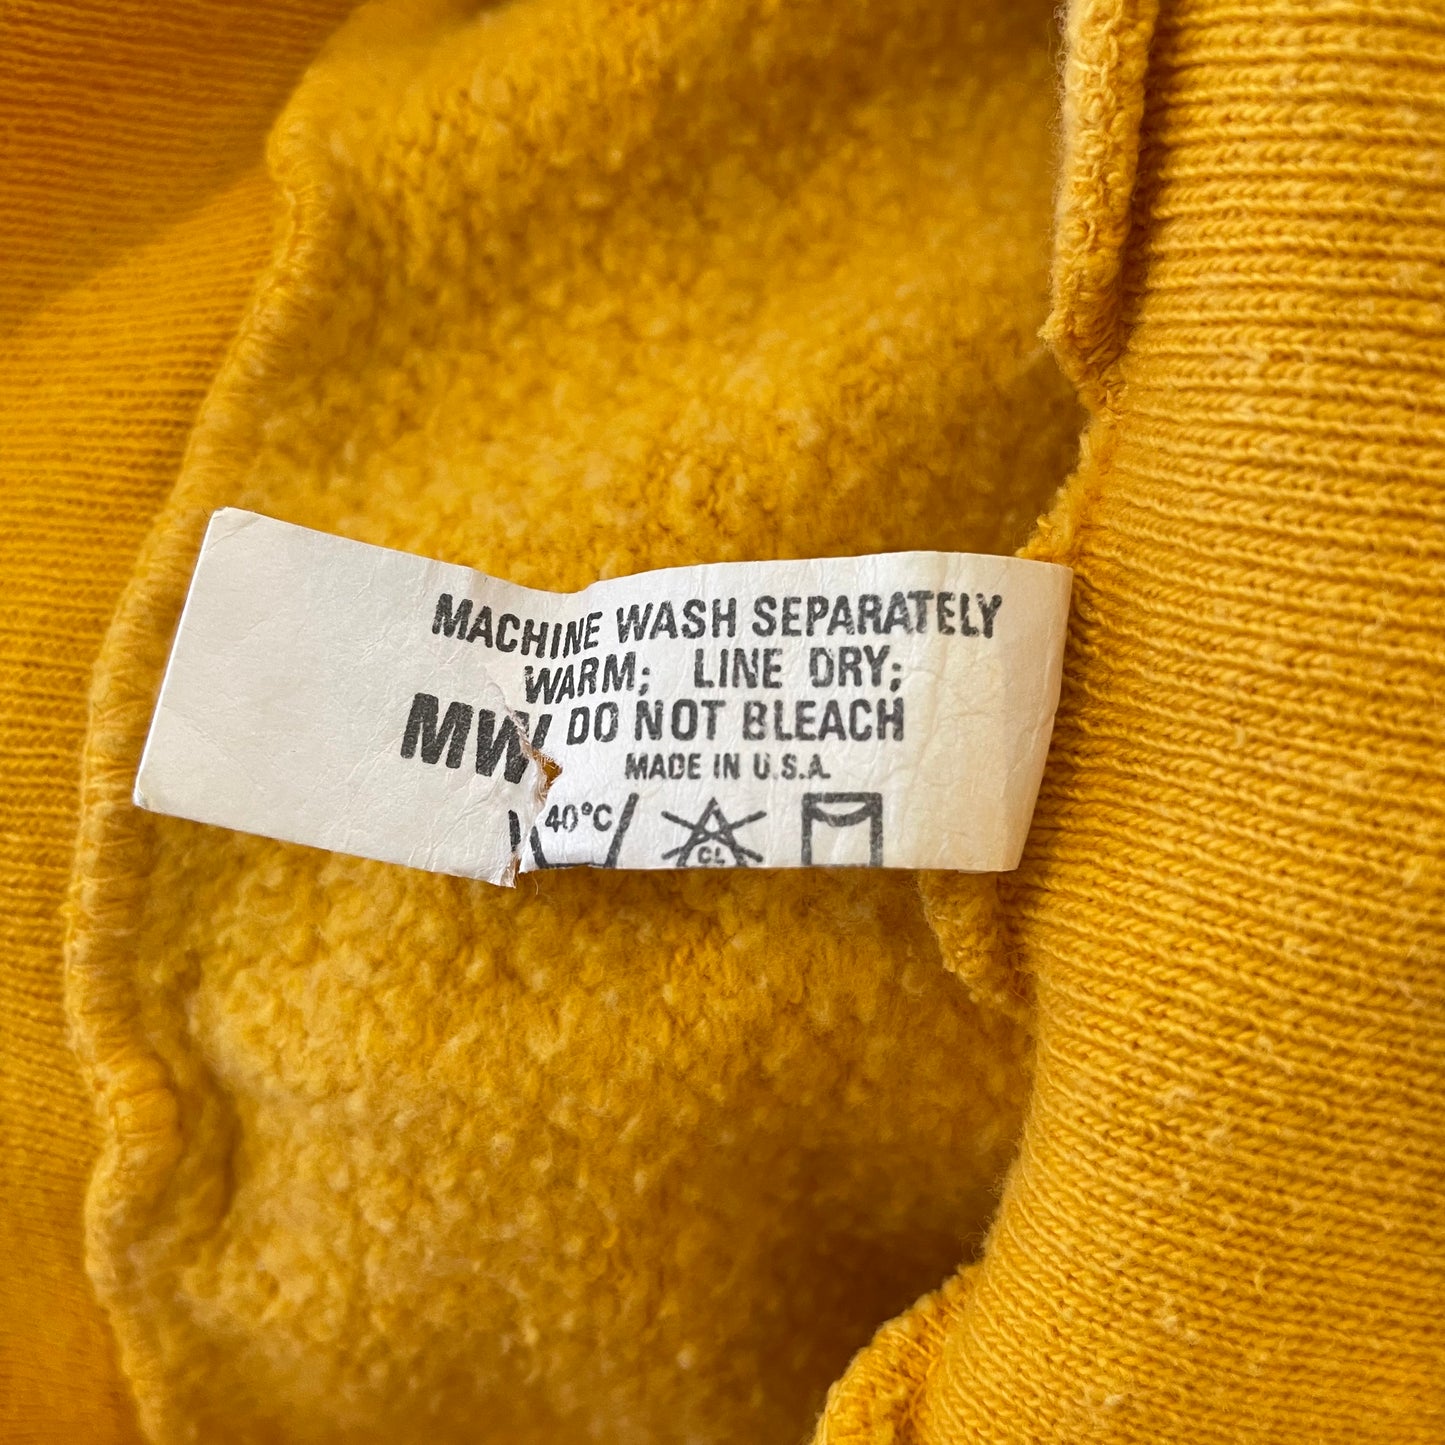 MACHINE WASH SEPARATELY
WARM; LINE DRY;
MW DO NOT BLEACH
MADE IN U.S.A.
40°C
CL